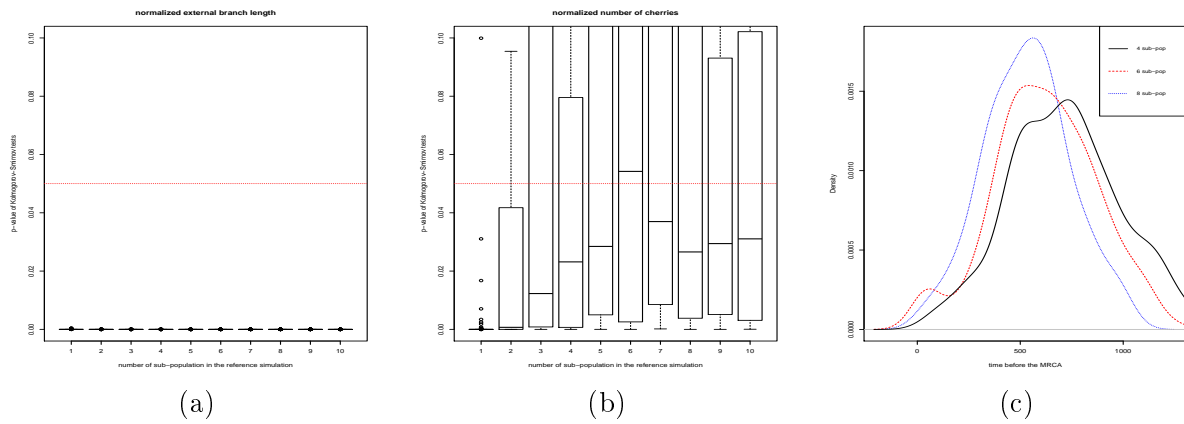 normalized external branch length
p−value of Kolmogorov−Smirnov tests
0.10
0.08
0.06
0.04
0.02
0.00
1 2 3 4 5 6 7 8 9 10
number of sub−population in the reference simulation
(a)
normalized number of cherries
p−value of Kolmogorov−Smirnov tests
0.10
0.08
0.06
0.04
0.02
0.00
1 2 3 4 5 6 7 8 9 10
number of sub−population in the reference simulation
(b)
4 sub−pop
6 sub−pop
8 sub−pop
Density
0.0015
0.0010
0.0005
0.0000
0 500 1000
time before the MRCA
(c)